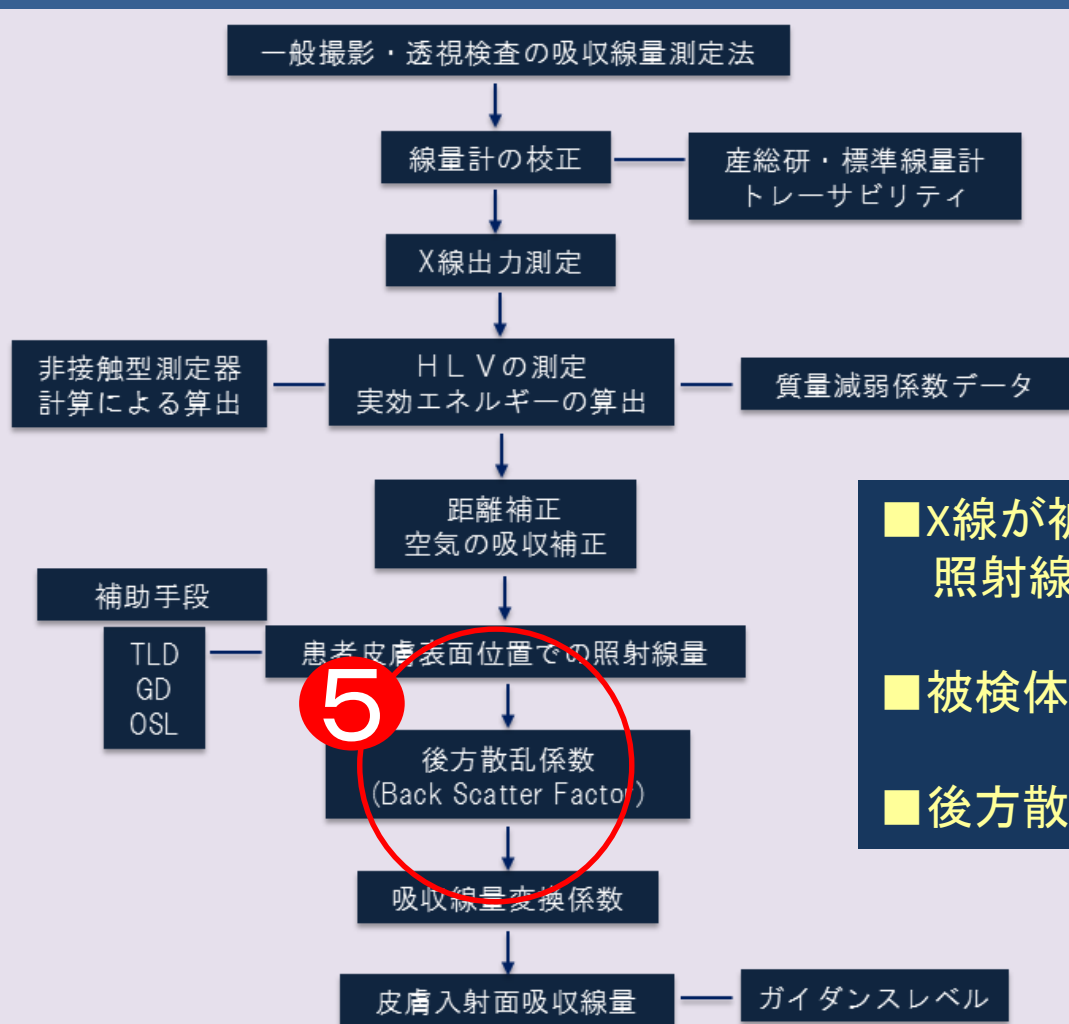 一般撮影・透視検査の吸収線量測定法
線量計の校正
産総研・標準線量計
トレーサビリティ
X線出力測定
非接触型測定器
計算による算出
HLVの測定
実効エネルギーの算出
質量減弱係数データ
距離補正
空気の吸収補正
補助手段
TLD
GD
OSL
患者皮膚表面位置での照射線量
5
後方散乱係数
(Back Scatter Factor)
吸収線量変換係数
皮膚入射面吸収線量
ガイダンスレベル
■X線が被
照射線
■被検体
■後方散